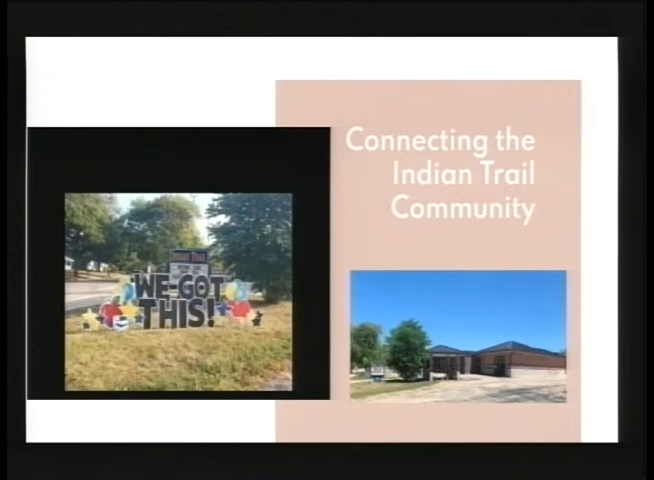 Connecting the
Indian Trail
Community
WE GOT
THIS!